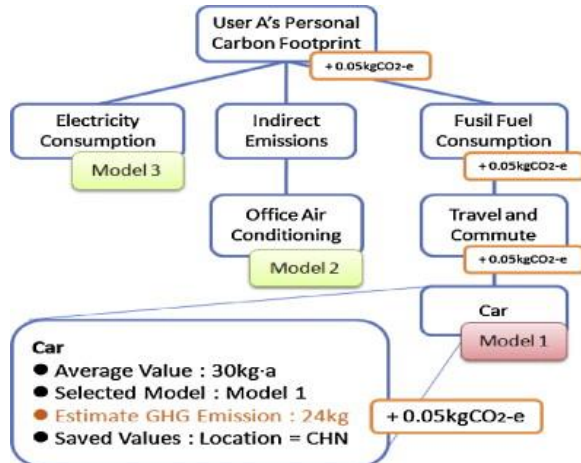 User A's Personal
Carbon Footprint
+ 0.05kgCO2-e
Electricity
Consumption
Model 3
Indirect
Emissions
Fusil Fuel
Consumption
+ 0.05kgCO2-e
Office Air
Conditioning
Model 2
Travel and
Commute
+ 0.05kgCO2-e
Car
Model 1
Car
● Average Value : 30kg·a
● Selected Model : Model 1
● Estimate GHG Emission : 24kg
● Saved Values : Location = CHN
+ 0.05kgCO2-e